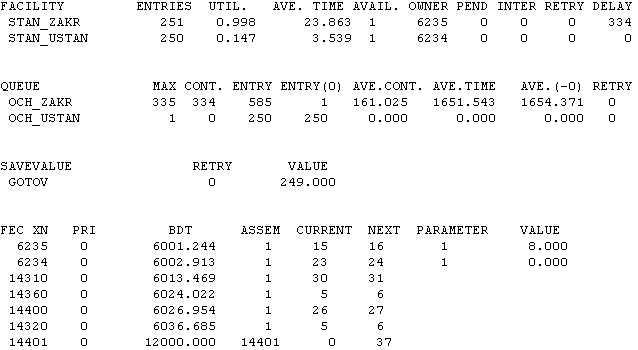 FACILITY ENTRIES UTIL. AVE. TIME AVAIL. OWNER PEND INTER RETRY DELAY
STAN_ZAKR 251 0.998 23.863 1 6235 0 0 0 334
STAN_USTAN 250 0.147 3.539 1 6234 0 0 0 0
QUEUE MAX CONT. ENTRY ENTRY(0) AVE.CONT. AVE.TIME AVE.(-0) RETRY
OCH_ZAKR 335 334 585 1 161.025 1651.543 1654.371 0
OCH_USTAN 1 0 250 250 0.000 0.000 0.000 0
SAVEVALUE RETRY VALUE
GOTOV 0 249.000
FEC XN PRI BDT ASSEM CURRENT NEXT PARAMETER VALUE
6235 0 6001.244 1 15 16 1 8.000
6234 0 6002.913 1 23 24 1 0.000
14310 0 6013.469 1 30 31
14360 0 6024.022 1 5 6
14400 0 6026.954 1 26 27
14320 0 6036.685 1 5 6
14401 0 12000.000 14401 0 37